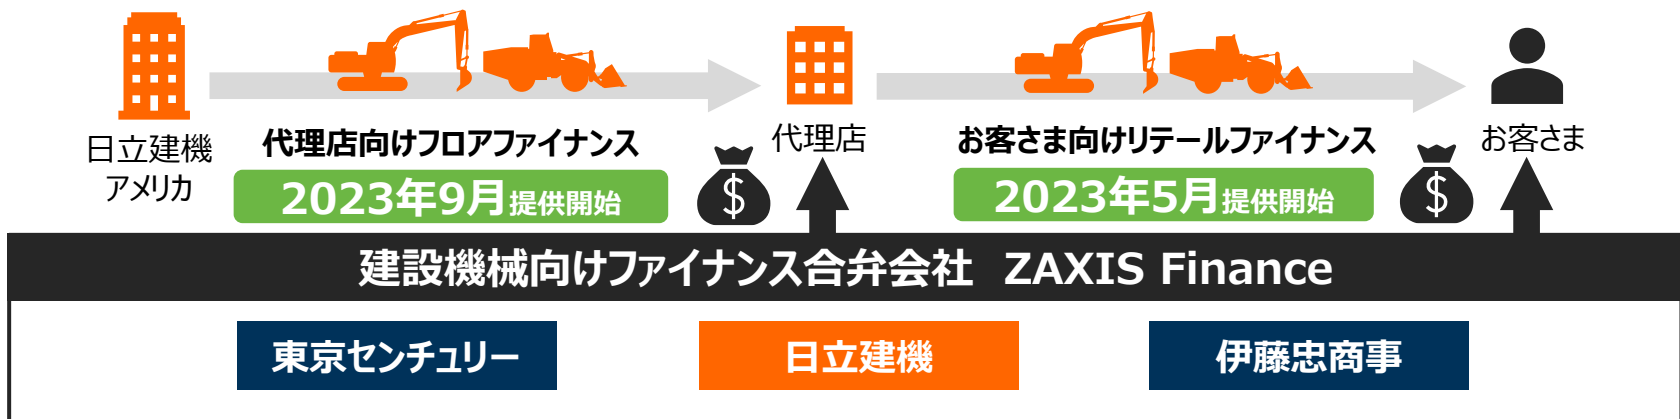 日立建機
アメリカ
代理店向けフロアファイナンス
2023年9月提供開始
$
代理店
お客さま向けリテールファイナンス
2023年5月提供開始
$
お客さま
建設機械向けファイナンス合弁会社 ZAXIS Finance
東京センチュリー
日立建機
伊藤忠商事